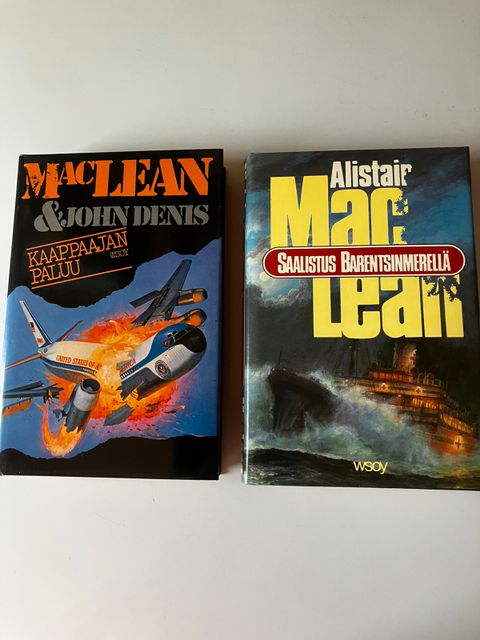 MACLEAN
& JOHN DENIS
KAAPPAAJAN
PALUU
WSOY
UNITED STATES OF
Alistair
Mac
SAALISTUS BARENTSINMERELLÄ
Lean
wsoy